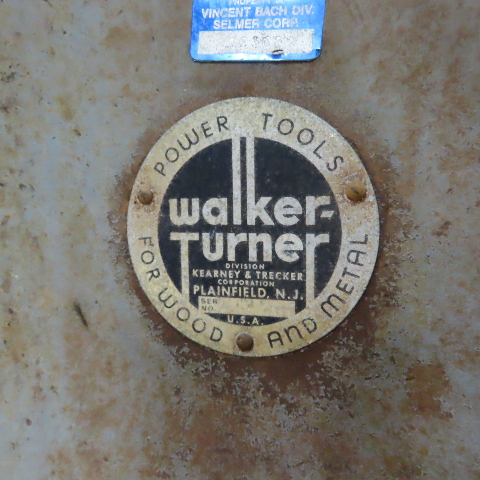 VINCENT BACH DIV.
SELMER CORP.
POWER TOOLS
walker-
Turner
DIVISION
KEARNEY & TRECKER
CORPORATION
PLAINFIELD, N.J.
SER.
NO.
U.S.A.
FOR WOOD AND METAL